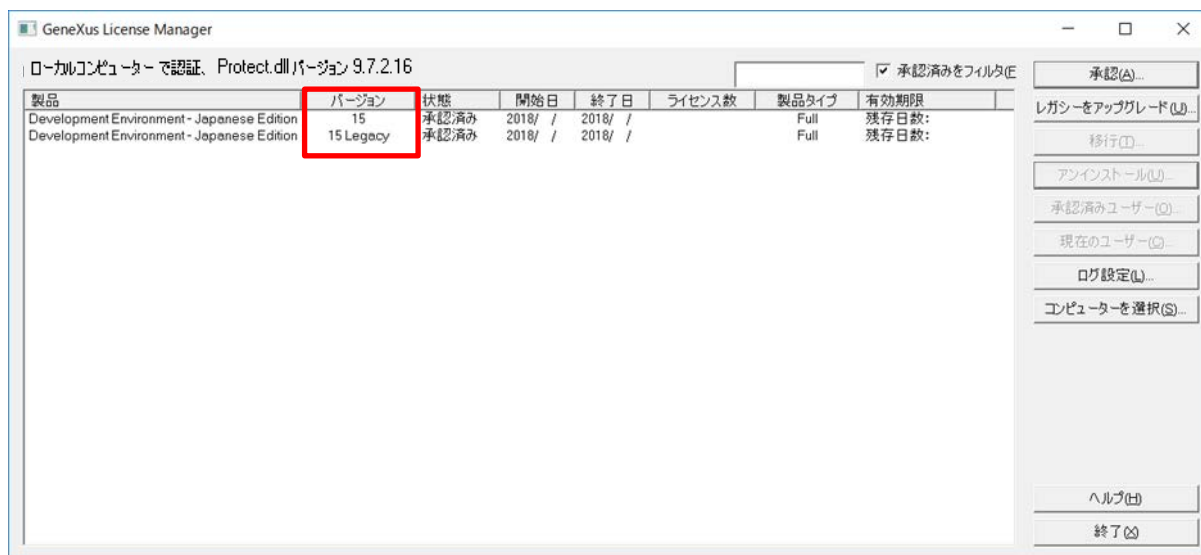 GeneXus License Manager
ローカルコンピューター で認証、Protect.dll バージョン 9.7.2.16
承認済みをフィルタ(F
製品 バージョン 状態 開始日 終了日 ライセンス数 製品タイプ 有効期限
Development Environment - Japanese Edition 15 承認済み 2018/ / 2018/ / Full 残存日数:
Development Environment - Japanese Edition 15 Legacy 承認済み 2018/ / 2018/ / Full 残存日数:
承認(A)...
レガシーをアップグレード(U)...
移行(T)...
アンインストール(U)...
承認済みユーザー(O)...
現在のユーザー(C)...
ログ設定(L)...
コンピューターを選択(S)...
ヘルプ(H)
終了(X)